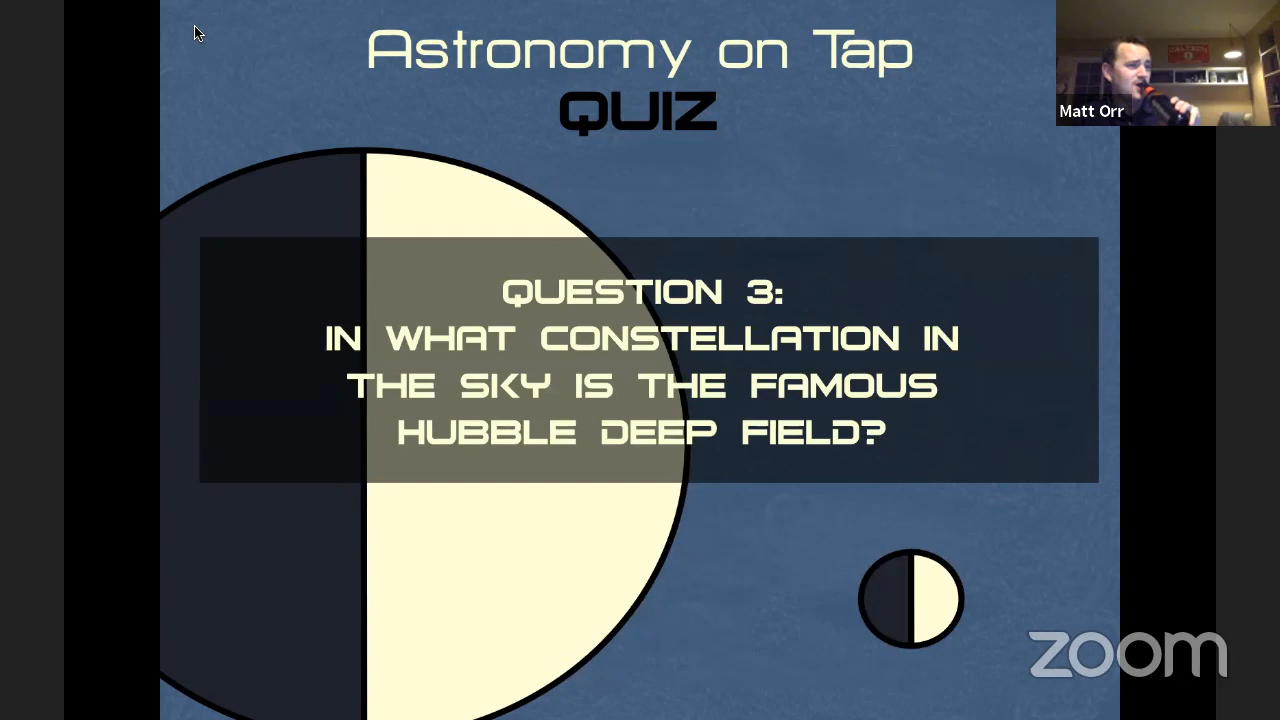 Astronomy on Tap
QUIZ
Matt Orr
QUESTION 3:
IN WHAT CONSTELLATION IN
THE SKY IS THE FAMOUS
HUBBLE DEEP FIELD?
zoom